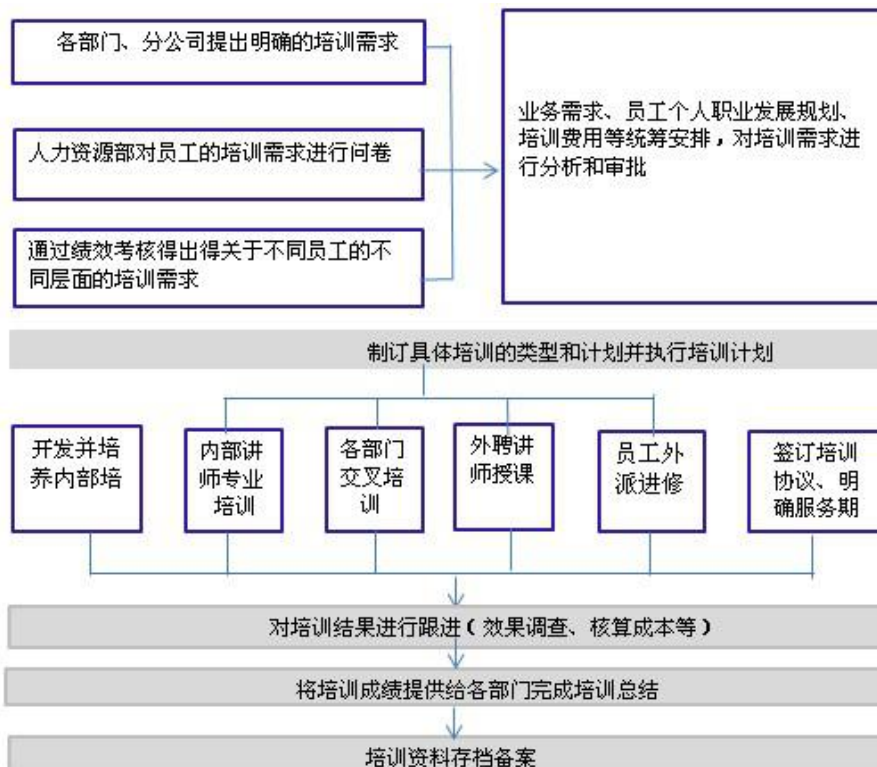 各部门、分公司提出明确的培训需求
人力资源部对员工的培训需求进行问卷
通过绩效考核得出得关于不同员工的不
同层面的培训需求
业务需求、员工个人职业发展规划、
培训费用等统筹安排，对培训需求进
行分析和审批
制订具体培训的类型和计划并执行培训计划
开发并培
养内部培
内部讲
师专业
培训
各部门
交叉培
训
外聘讲
师授课
员工外
派进修
签订培训
协议、明
确服务期
对培训结果进行跟进（效果调查、核算成本等）
将培训成绩提供给各部门完成培训总结
培训资料存档备案